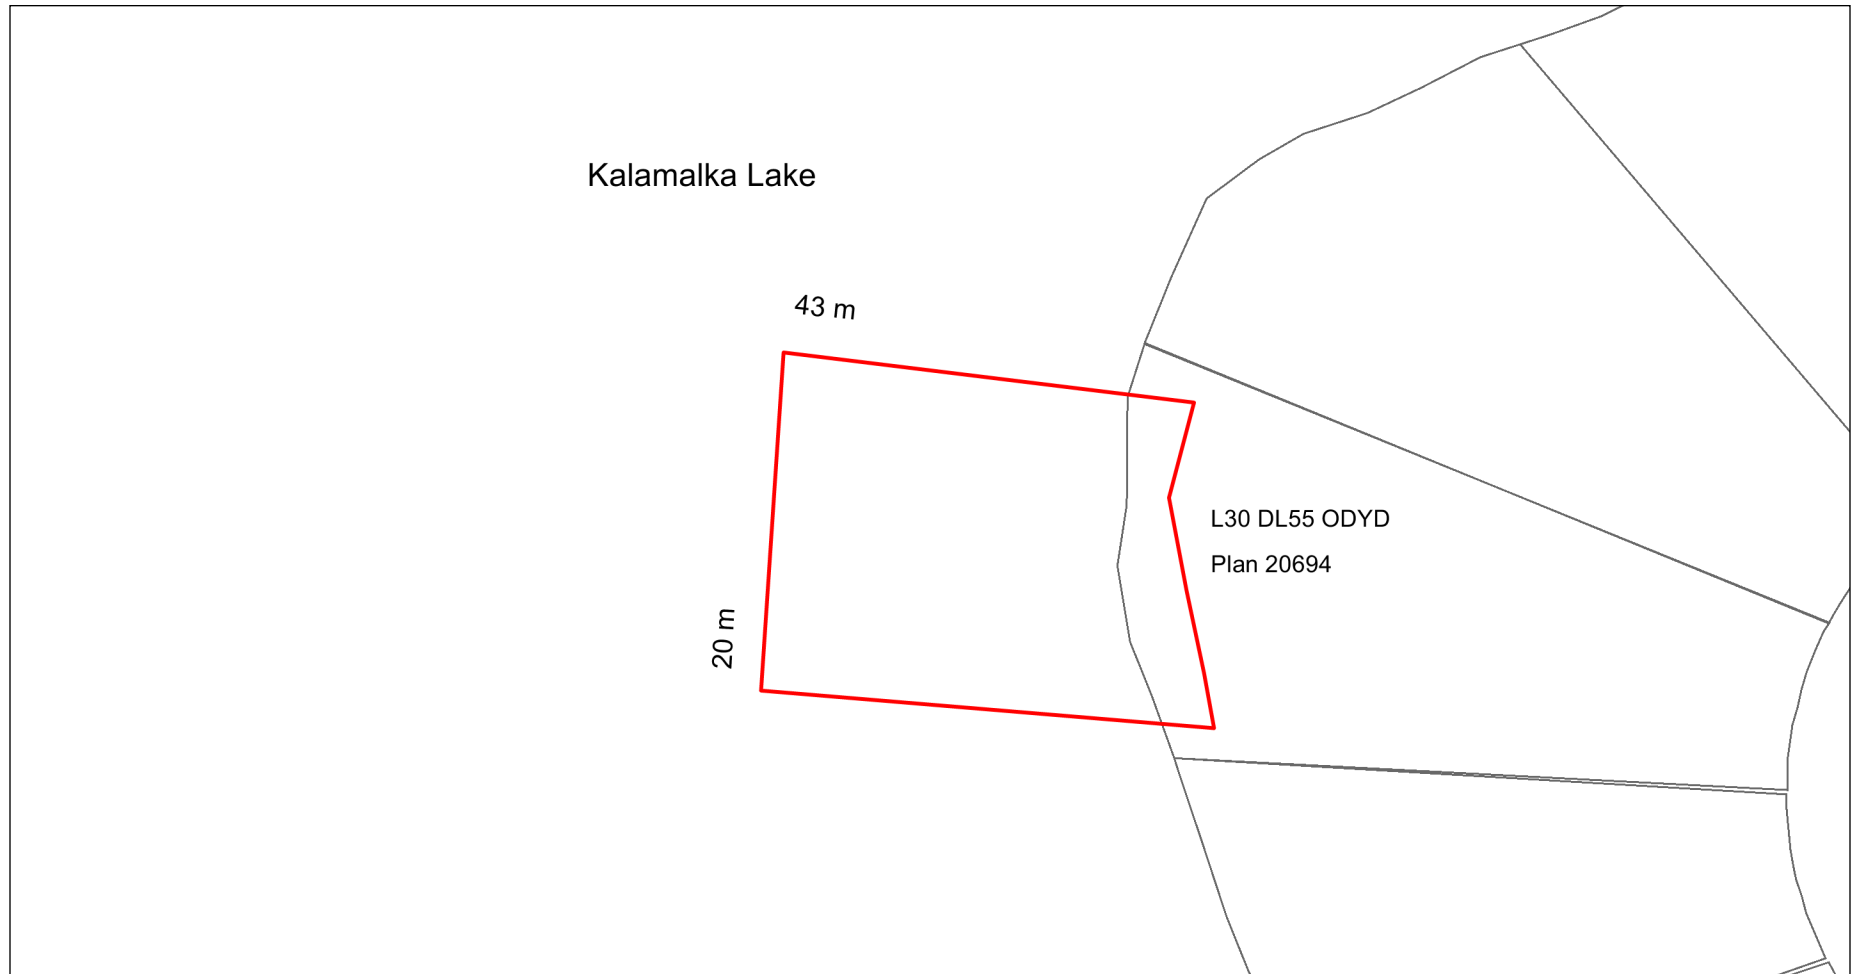 Kalamalka Lake
43 m
L30 DL55 ODYD
Plan 20694
20 m